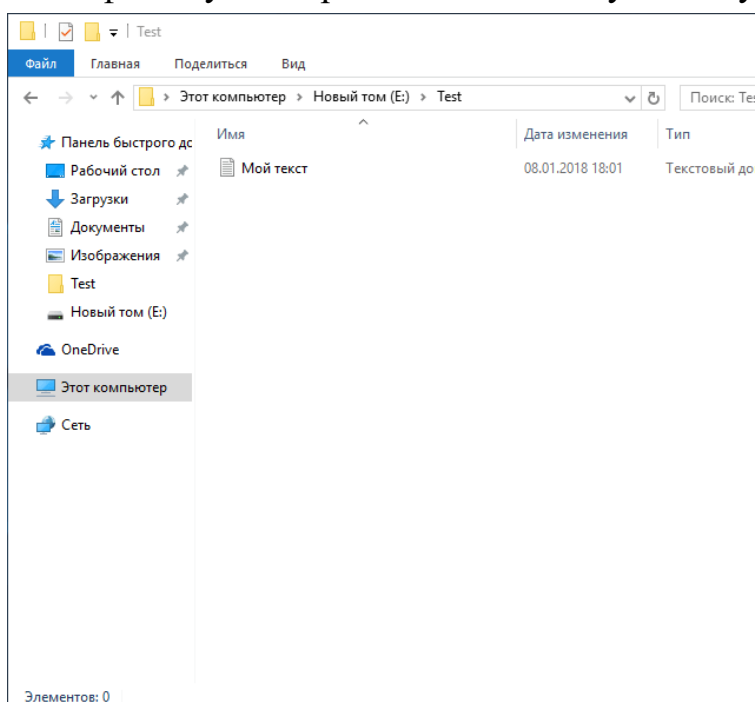 Test
Файл Главная Поделиться Вид
Этот компьютер Новый том (E:) Test Поиск: Tes
Имя Дата изменения Тип
Панель быстрого дс
Мой текст 08.01.2018 18:01 Текстовый до
Рабочий стол
Загрузки
Документы
Изображения
Test
Новый том (E:)
OneDrive
Этот компьютер
Сеть
Элементов: 0